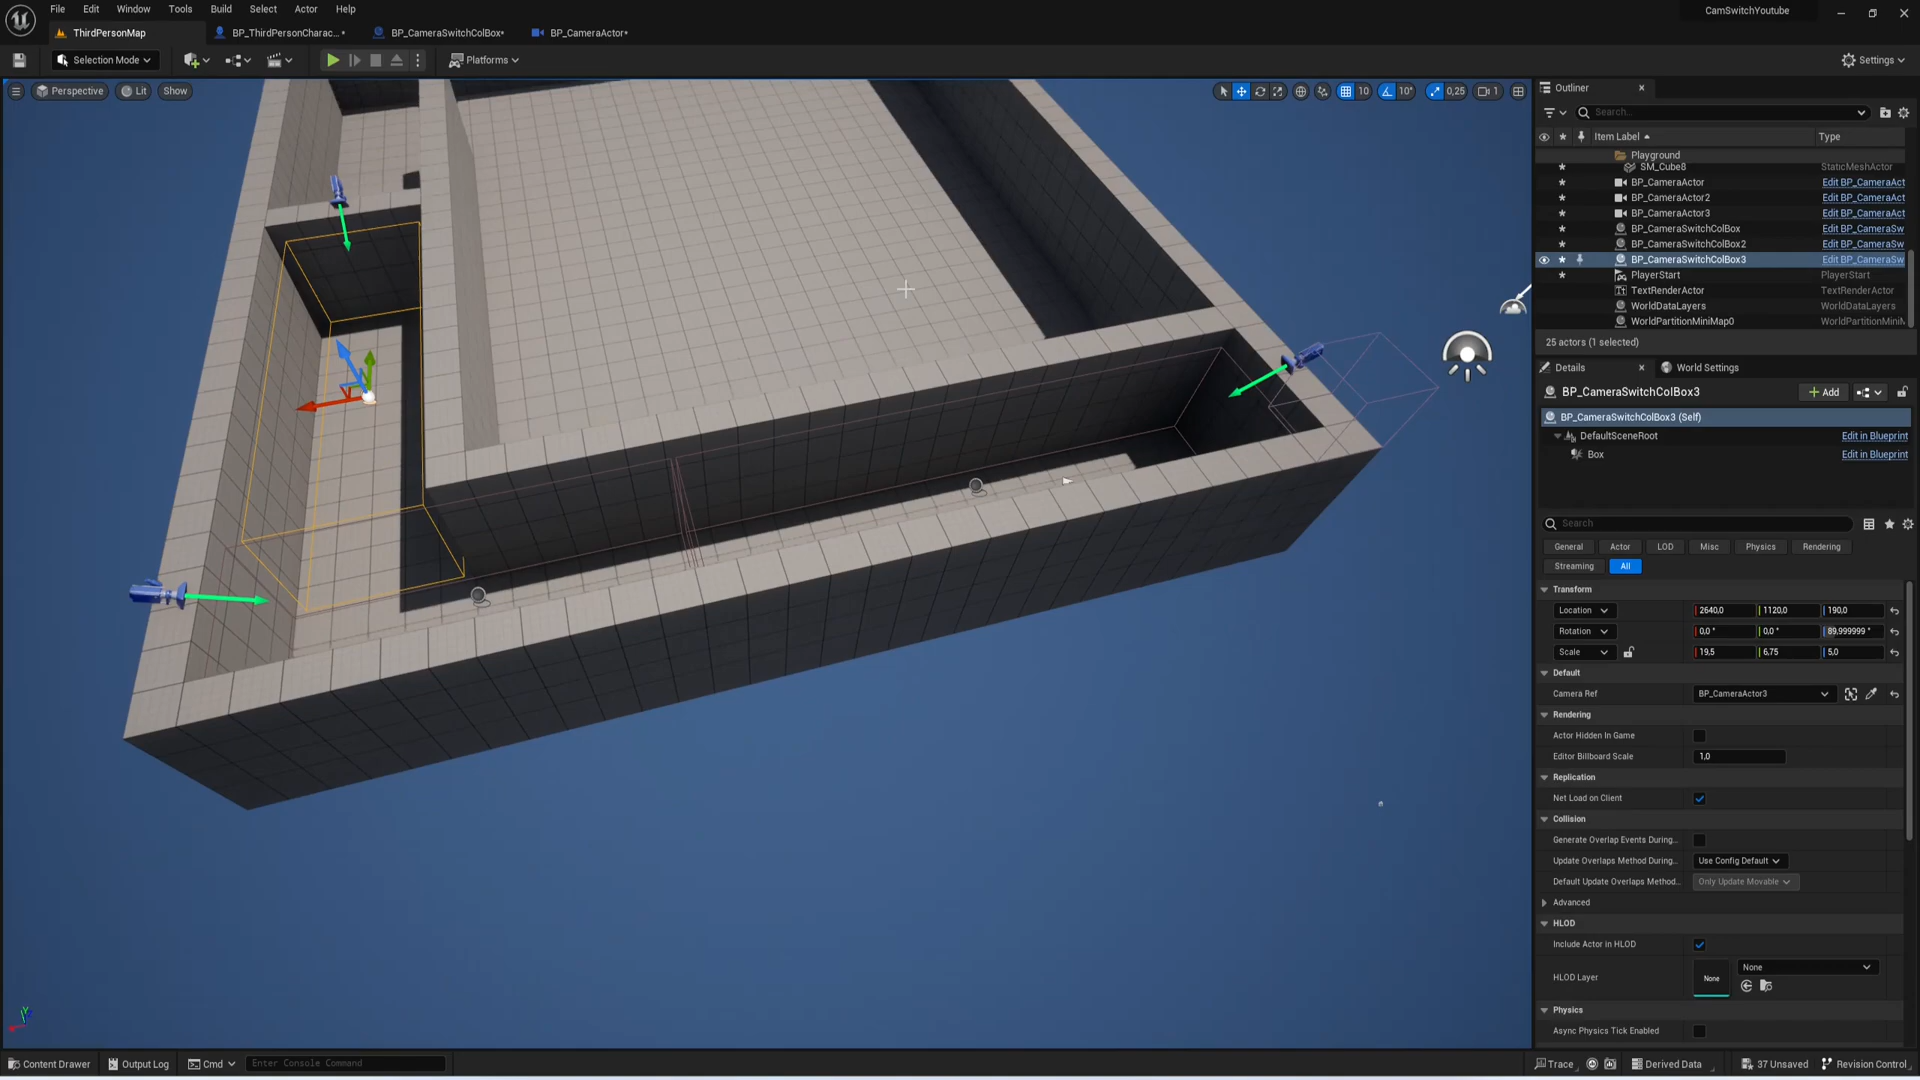 File Edit Window Tools Build Select Actor Help
CamSwitchYoutube
ThirdPersonMap
BP_ThirdPersonCharac...*
BP_CameraSwitchColBox*
BP_CameraActor*
Selection Mode
Platforms
Settings
Perspective Lit Show
10 10° 0,25 1
Outliner
Search...
Item Label Type
Playground
SM_Cube8 StaticMeshActor
BP_CameraActor Edit BP_CameraAct
BP_CameraActor2 Edit BP_CameraAct
BP_CameraActor3 Edit BP_CameraAct
BP_CameraSwitchColBox Edit BP_CameraSw
BP_CameraSwitchColBox2 Edit BP_CameraSw
BP_CameraSwitchColBox3 Edit BP_CameraSw
PlayerStart PlayerStart
TextRenderActor TextRenderActor
WorldDataLayers WorldDataLayers
WorldPartitionMiniMap0 WorldPartitionMiniM
25 actors (1 selected)
Details
World Settings
BP_CameraSwitchColBox3
Add
BP_CameraSwitchColBox3 (Self)
DefaultSceneRoot Edit in Blueprint
Box Edit in Blueprint
Search
General Actor LOD Misc Physics Rendering
Streaming All
Transform
Location 2640,0 1120,0 190,0
Rotation 0,0 ° 0,0 ° 89,999999 °
Scale 19,5 6,75 5,0
Default
Camera Ref BP_CameraActor3
Rendering
Actor Hidden In Game
Editor Billboard Scale 1,0
Replication
Net Load on Client
Collision
Generate Overlap Events During...
Update Overlaps Method During... Use Config Default
Default Update Overlaps Method... Only Update Movable
Advanced
HLOD
Include Actor in HLOD
HLOD Layer None None
Physics
Async Physics Tick Enabled
Content Drawer Output Log Cmd Enter Console Command
Trace Derived Data 37 Unsaved Revision Control